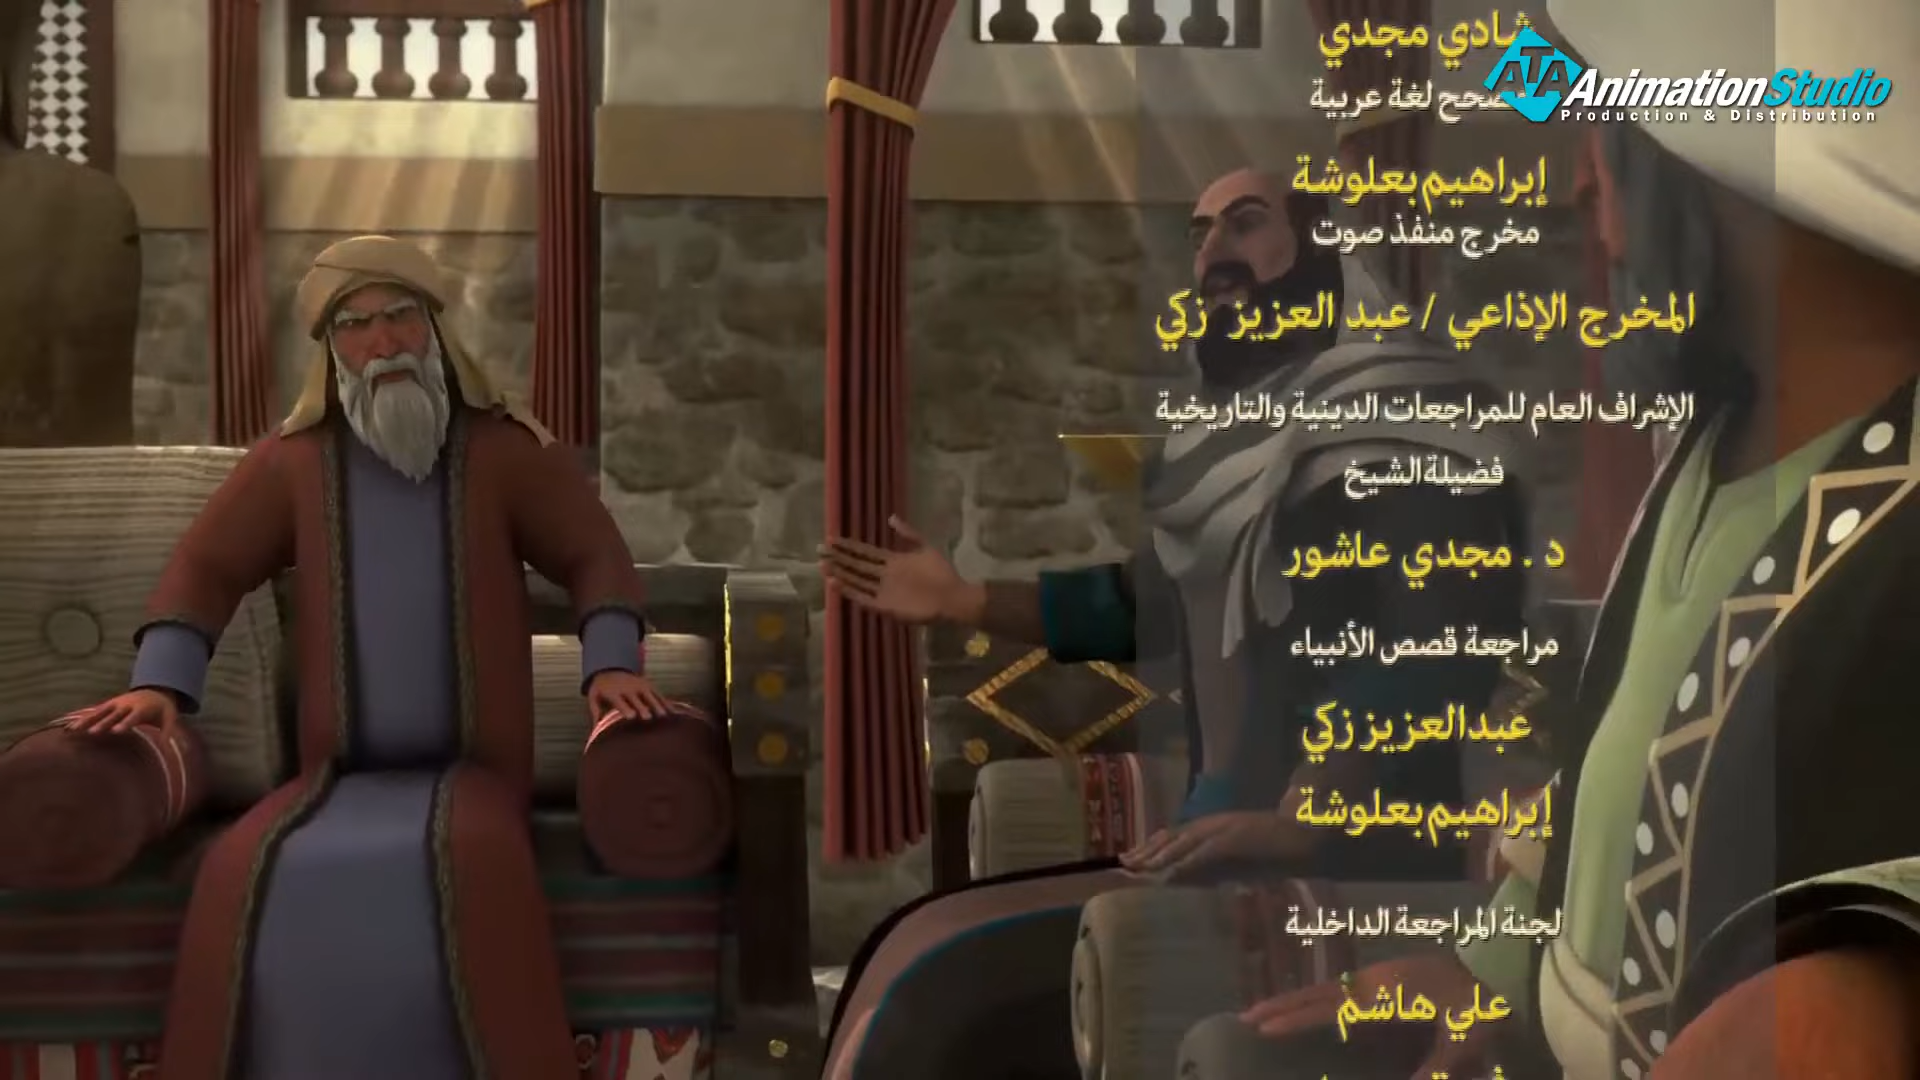 شادي مجدي
مصحح لغة عربية
ATA AnimationStudio
Production & Distribution
إبراهيم بعلوشة
مخرج منفذ صوت
المخرج الإذاعي / عبد العزيز زكي
الإشراف العام للمراجعات الدينية والتاريخية
فضيلة الشيخ
د . مجدي عاشور
مراجعة قصص الأنبياء
عبدالعزيز زكي
إبراهيم بعلوشة
لجنة المراجعة الداخلية
علي هاشم